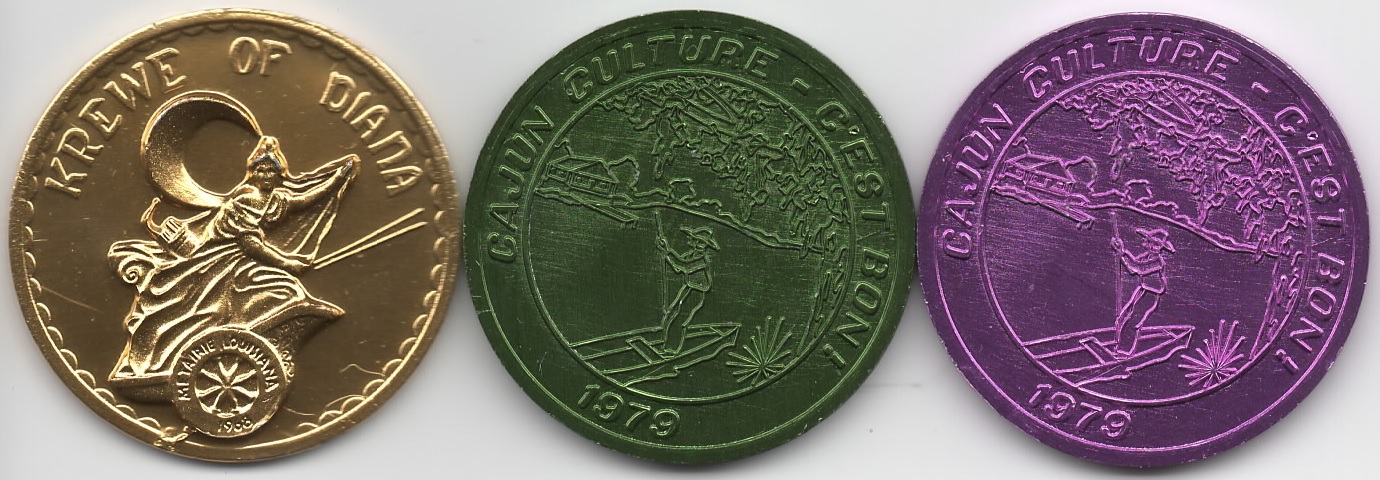 KREWE OF DIANA
METAIRIE LOUISIANA
1968
CAJUN CULTURE - C'EST BON!
1979
CAJUN CULTURE - C'EST BON!
1979